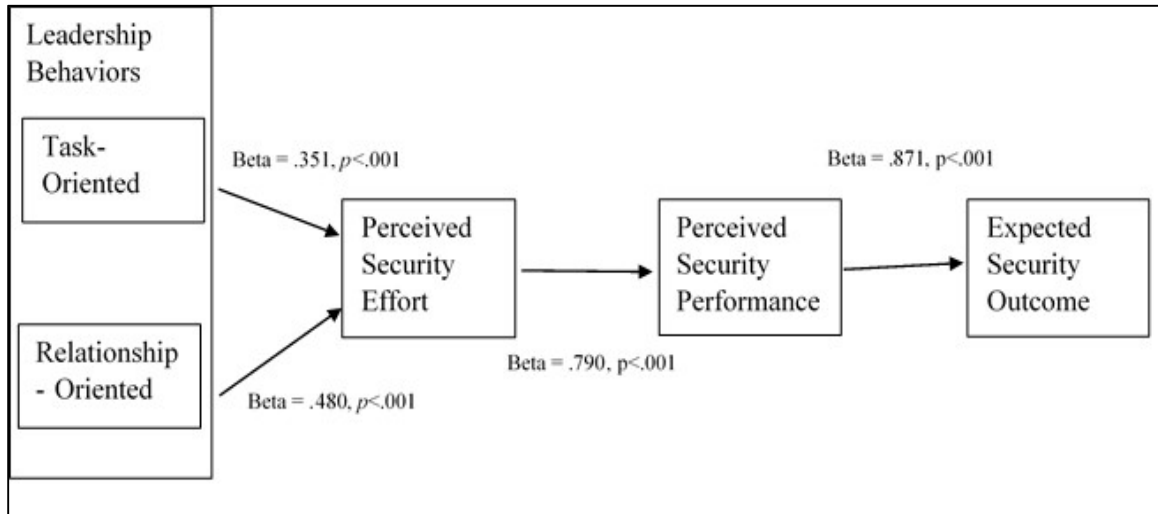 Leadership
Behaviors
Task-
Oriented
Beta = .351, p<.001
Beta = .871, p<.001
Perceived
Security
Effort
Perceived
Security
Performance
Expected
Security
Outcome
Relationship
- Oriented
Beta = .790, p<.001
Beta = .480, p<.001